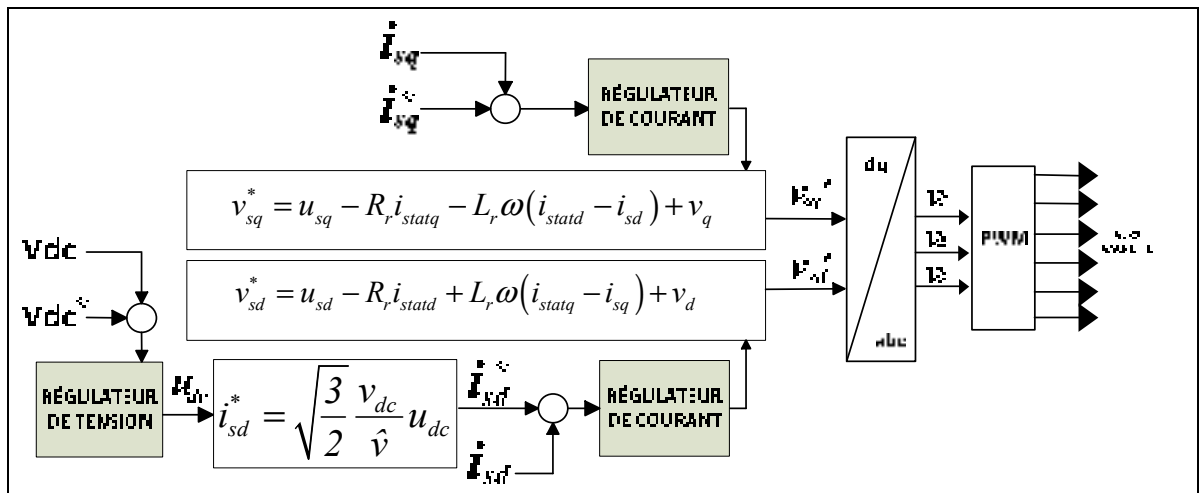 i_sq
i*_sq
RÉGULATEUR
DE COURANT
v*_sq = u_sq − R_r i_statq − L_r ω(i_statd − i_sd) + v_q
dq
abc
PWM
Vdc
Vdc*
v*_sd = u_sd − R_r i_statd + L_r ω(i_statq − i_sq) + v_d
RÉGULATEUR
DE TENSION
u_dc
i*_sd = √(3/2) v_dc/v̂ u_dc
i*_sd
i_sd
RÉGULATEUR
DE COURANT